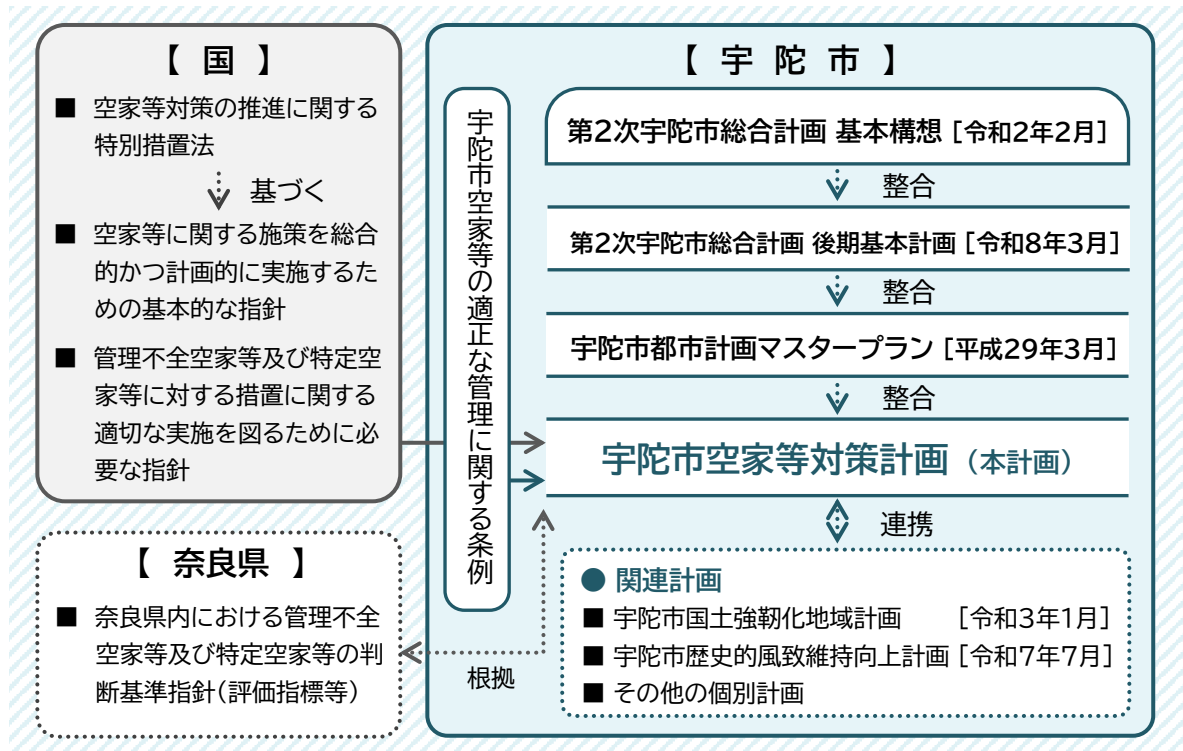 【 国 】
■ 空家等対策の推進に関する
特別措置法
基づく
■ 空家等に関する施策を総合
的かつ計画的に実施するた
めの基本的な指針
■ 管理不全空家等及び特定空
家等に対する措置に関する
適切な実施を図るために必
要な指針
【 奈良県 】
■ 奈良県内における管理不全
空家等及び特定空家等の判
断基準指針(評価指標等)
根拠
【 宇 陀 市 】
宇陀市空家等の適正な管理に関する条例
第2次宇陀市総合計画 基本構想 [令和2年2月]
整合
第2次宇陀市総合計画 後期基本計画 [令和8年3月]
整合
宇陀市都市計画マスタープラン [平成29年3月]
整合
宇陀市空家等対策計画 (本計画)
連携
● 関連計画
■ 宇陀市国土強靭化地域計画 [令和3年1月]
■ 宇陀市歴史的風致維持向上計画 [令和7年7月]
■ その他の個別計画